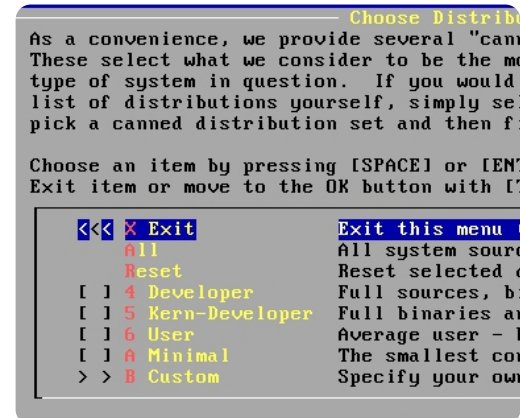 Choose Distrib
As a convenience, we provide several "cann
These select what we consider to be the mo
type of system in question. If you would
list of distributions yourself, simply sel
pick a canned distribution set and then fi
Choose an item by pressing [SPACE] or [ENT
Exit item or move to the OK button with [T
<<< X Exit Exit this menu (
All All system sourc
Reset Reset selected d
[ ] 4 Developer Full sources, bi
[ ] 5 Kern-Developer Full binaries an
[ ] 6 User Average user - b
[ ] A Minimal The smallest con
> > B Custom Specify your own